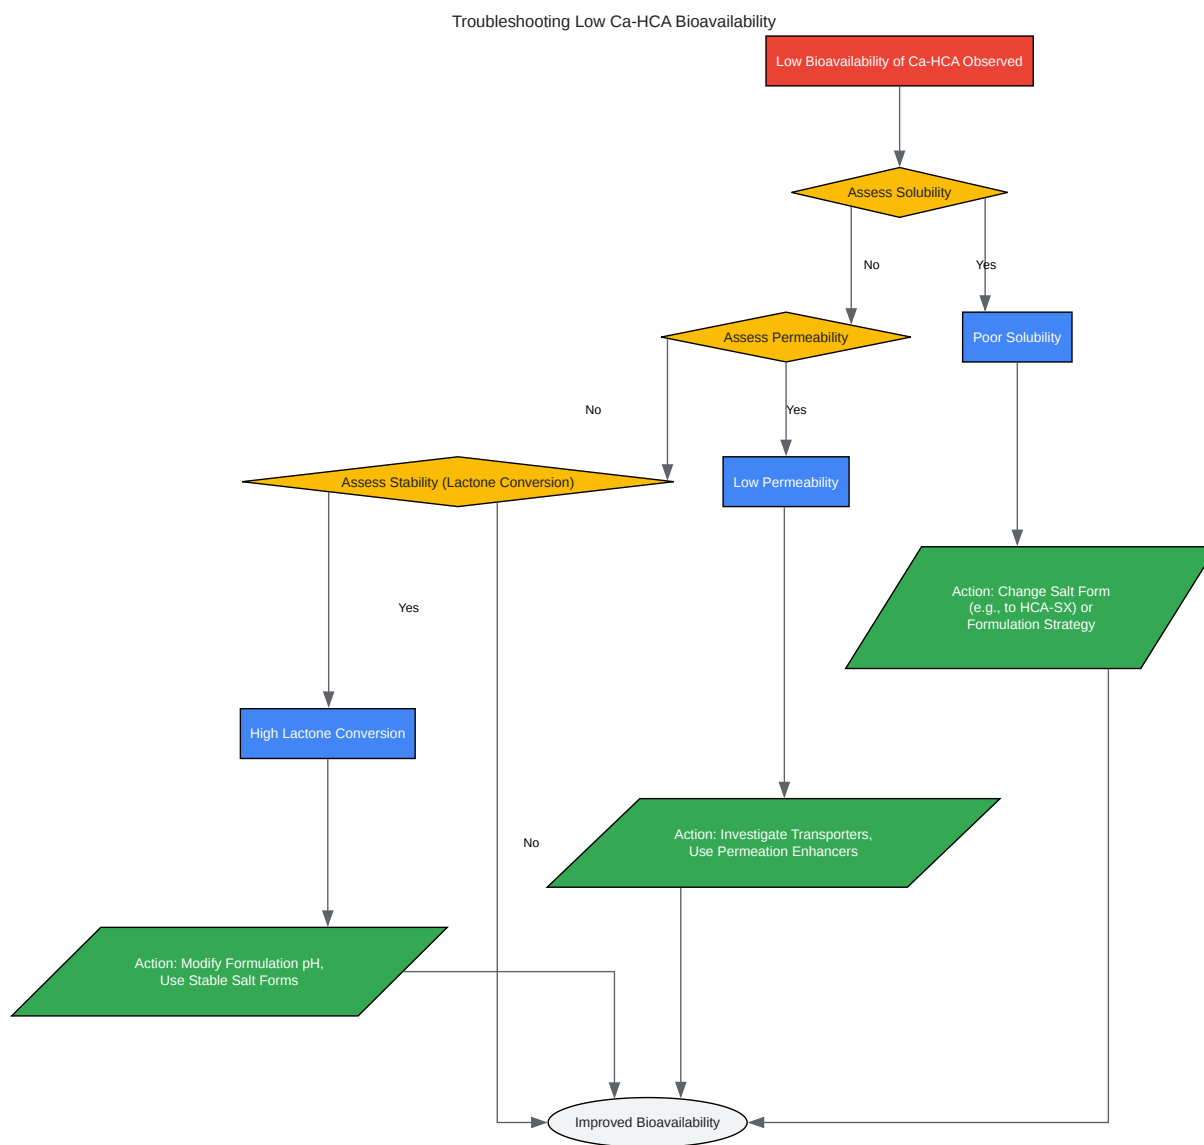 Troubleshooting Low Ca-HCA Bioavailability
Low Bioavailability of Ca-HCA Observed
Assess Solubility
No
Yes
Assess Permeability
Poor Solubility
No
Yes
Assess Stability (Lactone Conversion)
Low Permeability
Action: Change Salt Form
(e.g., to HCA-SX) or
Formulation Strategy
Yes
High Lactone Conversion
Action: Investigate Transporters,
Use Permeation Enhancers
No
Action: Modify Formulation pH,
Use Stable Salt Forms
Improved Bioavailability